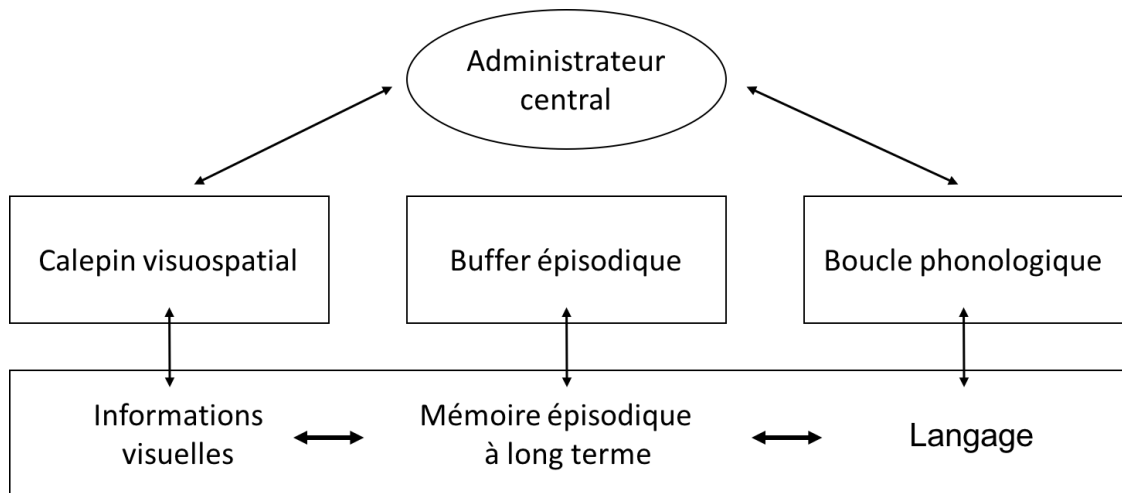 Administrateur
central
Calepin visuospatial
Buffer épisodique
Boucle phonologique
Informations
visuelles
Mémoire épisodique
à long terme
Langage